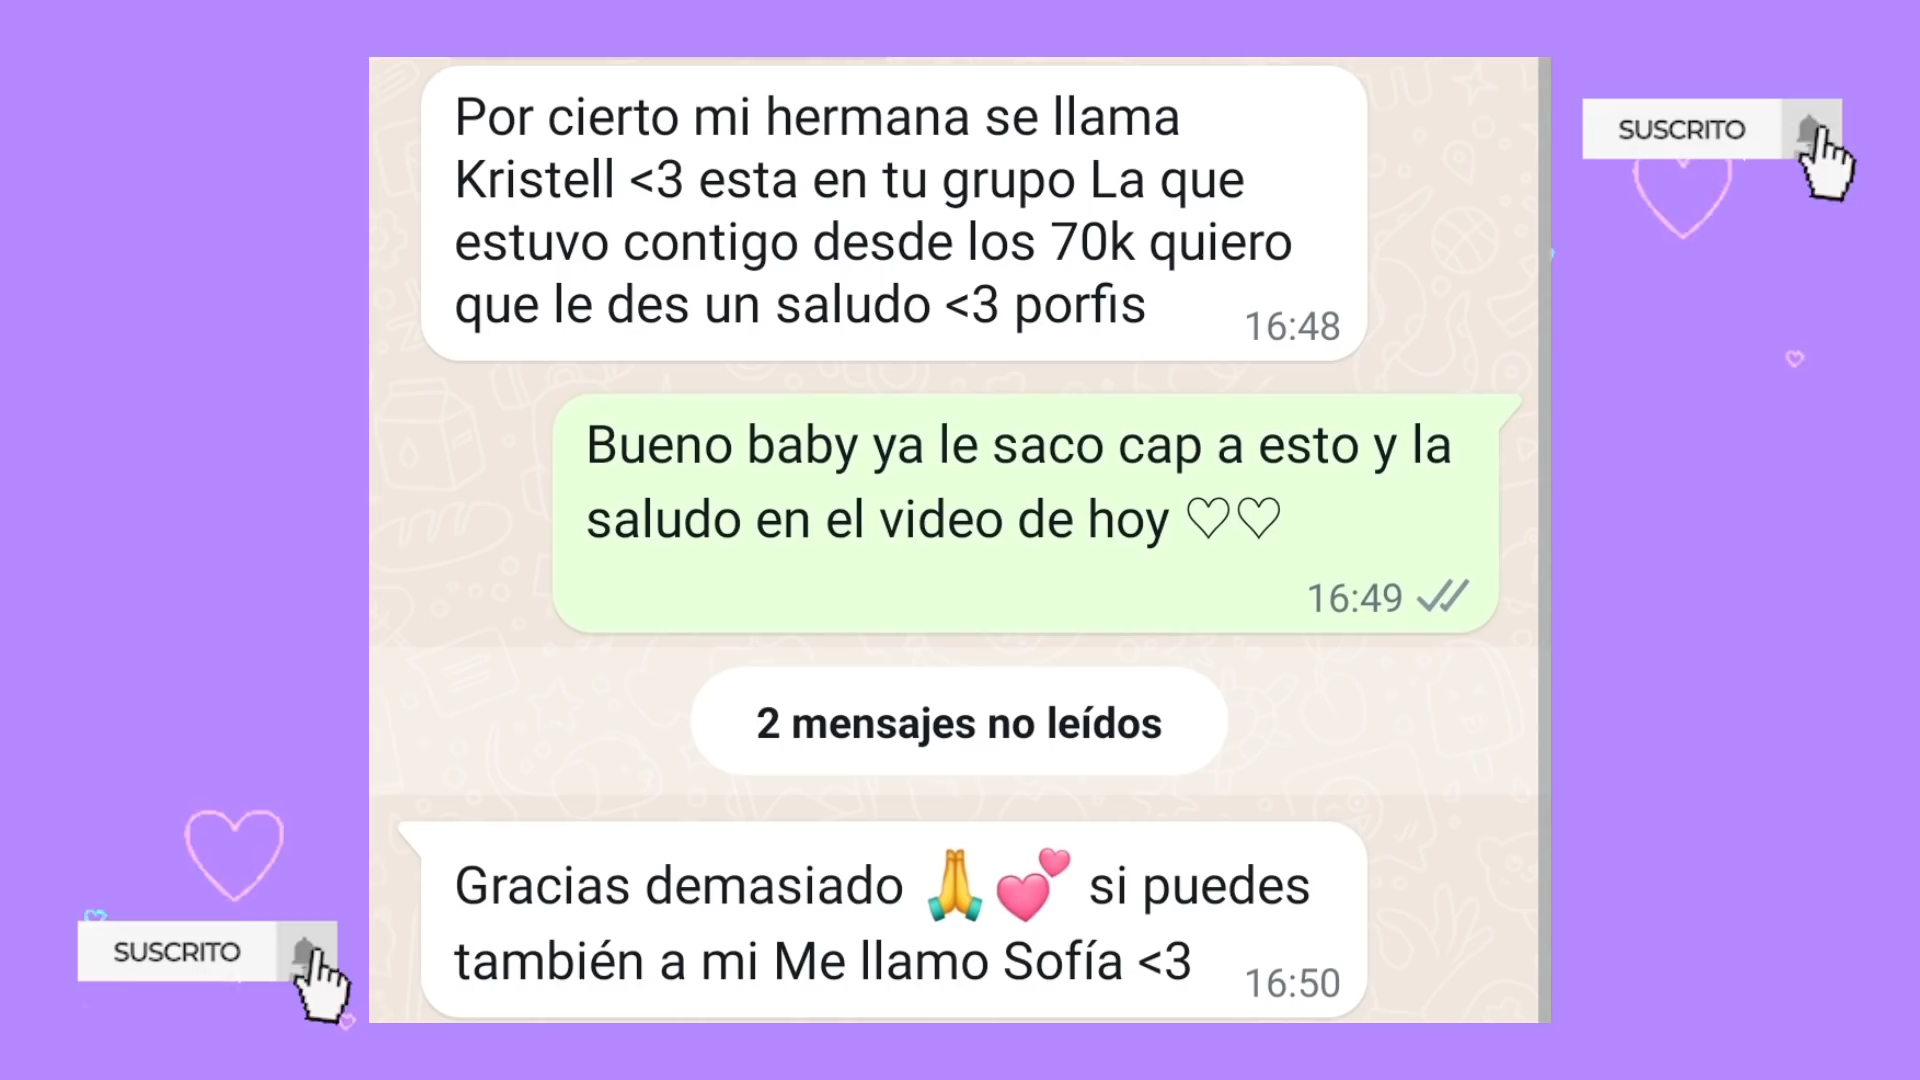 Por cierto mi hermana se llama
Kristell <3 esta en tu grupo La que
estuvo contigo desde los 70k quiero
que le des un saludo <3 porfis
16:48
SUSCRITO
Bueno baby ya le saco cap a esto y la
saludo en el video de hoy ♡♡
16:49
2 mensajes no leídos
Gracias demasiado 🙏💕 si puedes
también a mi Me llamo Sofía <3
16:50
SUSCRITO